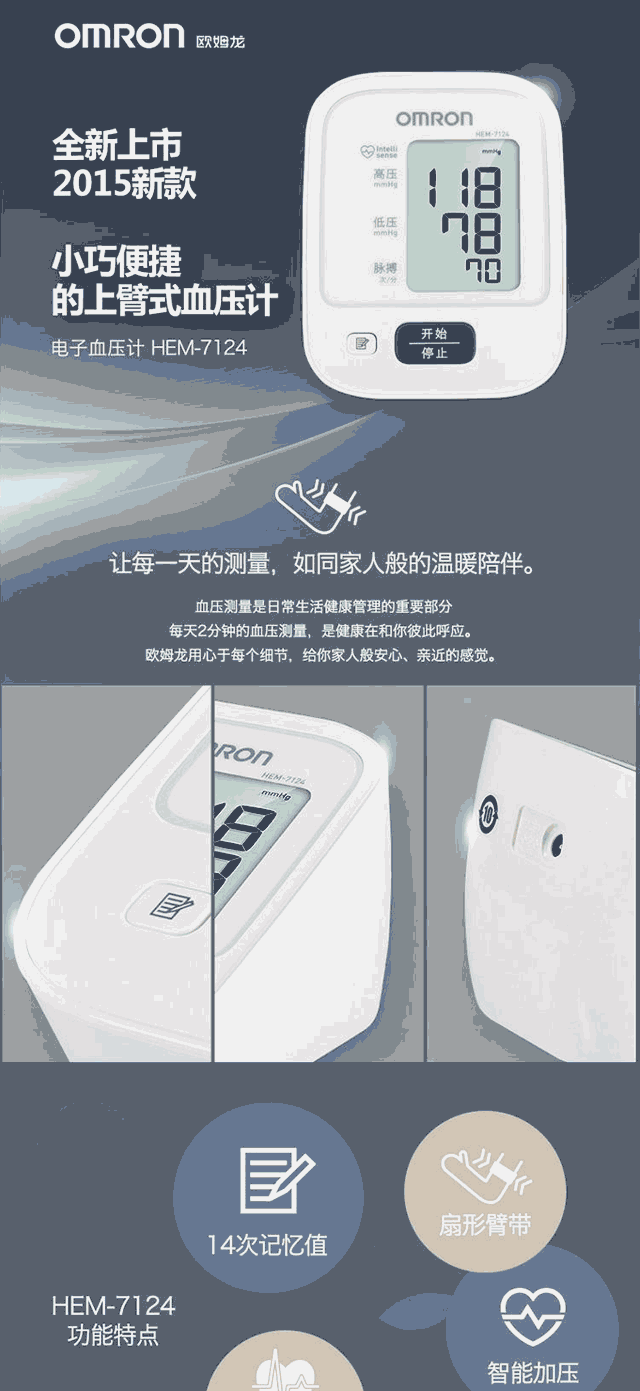 OMRON 欧姆龙
全新上市
2015新款
小巧便捷
的上臂式血压计
电子血压计 HEM-7124
OMRON
HEM-7124
Intelli
sense
mmHg
高压
mmHg
118
低压
mmHg
78
脉搏
次/分
70
开始
停止
让每一天的测量，如同家人般的温暖陪伴。
血压测量是日常生活健康管理的重要部分
每天2分钟的血压测量，是健康在和你彼此呼应。
欧姆龙用心于每个细节，给你家人般安心、亲近的感觉。
RON
HEM-7124
mmHg
8
10
14次记忆值
扇形臂带
HEM-7124
功能特点
智能加压